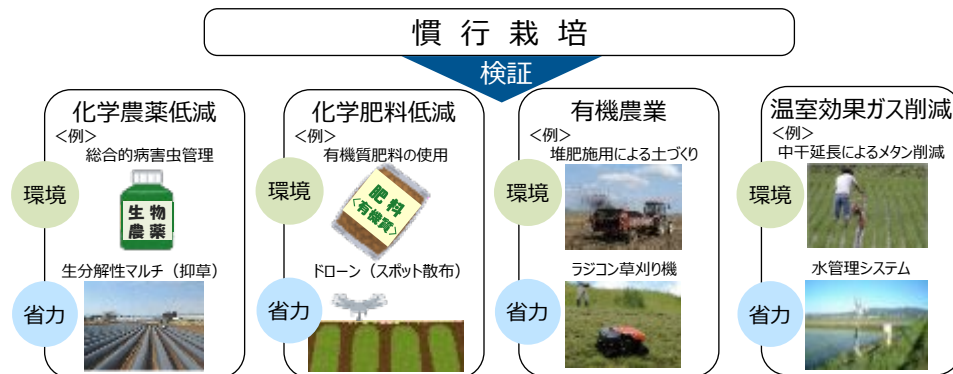 慣行栽培
検証
化学農薬低減
<例>
総合的病害虫管理
環境
生物
農薬
生分解性マルチ（抑草）
省力
化学肥料低減
<例>
有機質肥料の使用
環境
肥料
<有機質>
ドローン（スポット散布）
省力
有機農業
<例>
堆肥施用による土づくり
環境
ラジコン草刈り機
省力
温室効果ガス削減
<例>
中干延長によるメタン削減
環境
水管理システム
省力